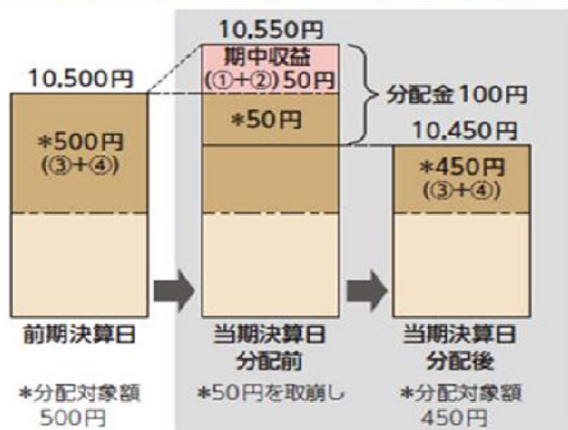 10,550円
期中収益
(①+②)50円
10,500円
分配金100円
*50円
10,450円
*500円
(③+④)
*450円
(③+④)
前期決算日
当期決算日
分配前
当期決算日
分配後
*分配対象額
500円
*50円を取崩し
*分配対象額
450円